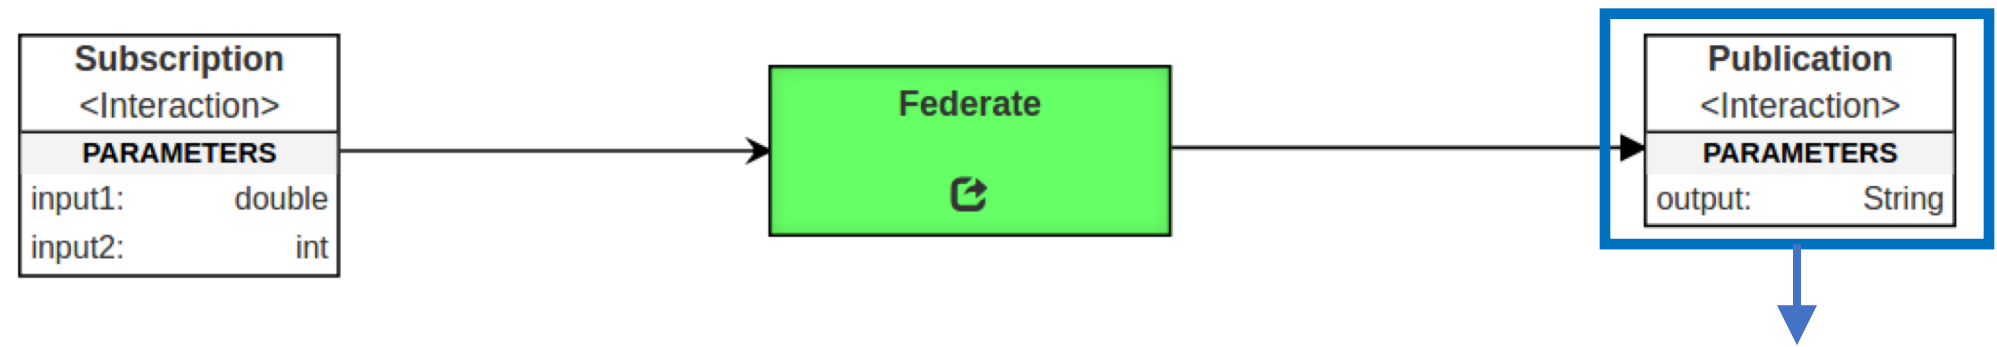 Subscription
<Interaction>
PARAMETERS
input1: double
input2: int
Federate
Publication
<Interaction>
PARAMETERS
output: String